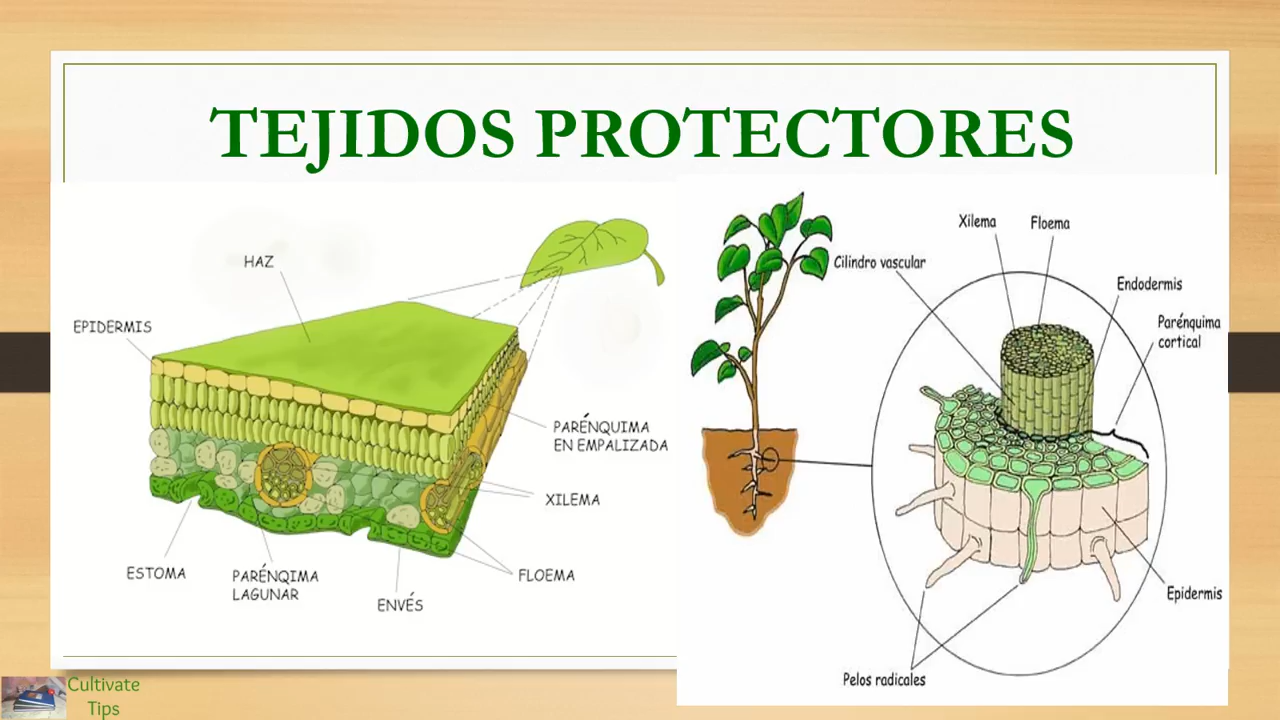 TEJIDOS PROTECTORES
HAZ
EPIDERMIS
PARÉNQUIMA
EN EMPALIZADA
XILEMA
ESTOMA
PARÉNQIMA
LAGUNAR
FLOEMA
ENVÉS
Xilema
Floema
Cilindro vascular
Endodermis
Parénquima
cortical
Epidermis
Pelos radicales
Cultivate
Tips